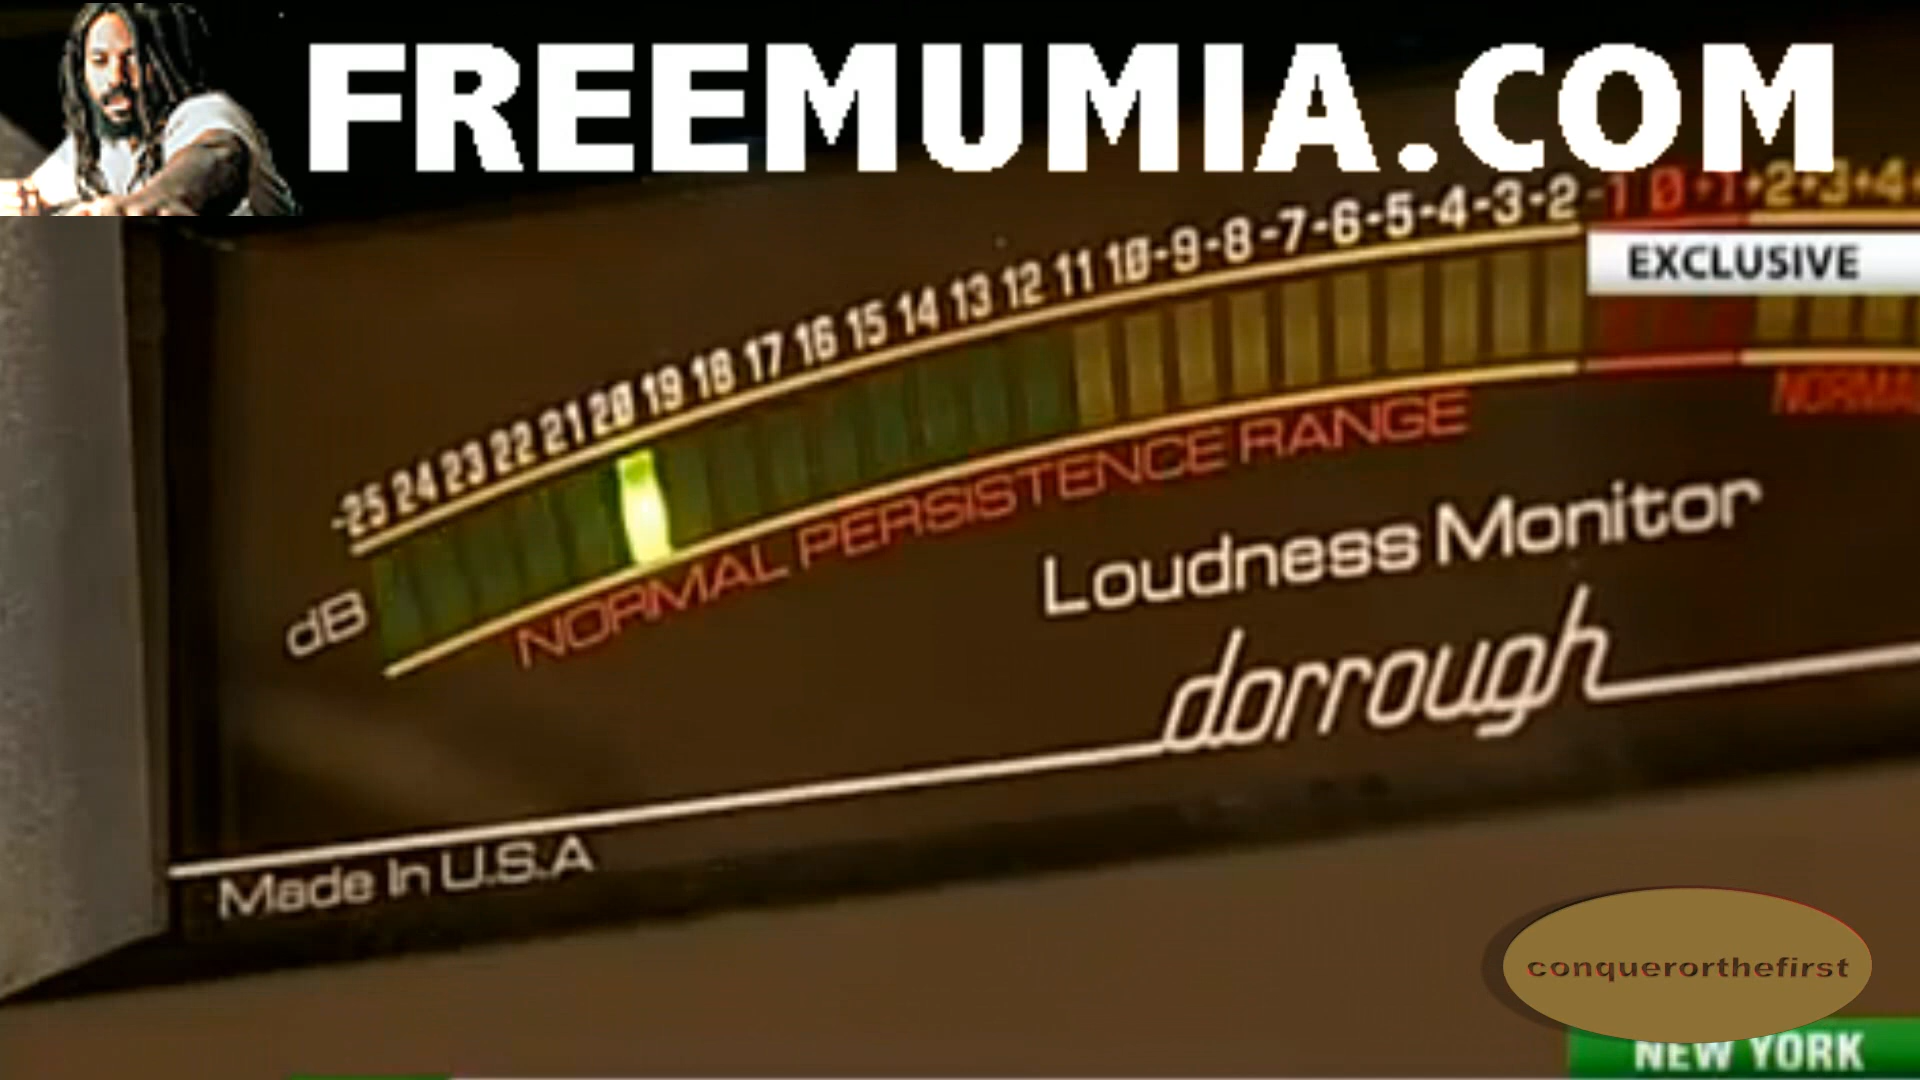 FREEMUMIA.COM
-25 24 23 22 21 20 19 18 17 16 15 14 13 12 11 10-9-8-7-6-5-4-3-2-1 0+1+2+3+4+
EXCLUSIVE
NORMAL PERSISTENCE RANGE
NORMA
dB
Loudness Monitor
dorrough
Made In U.S.A
conquerorthefirst
NEW YORK